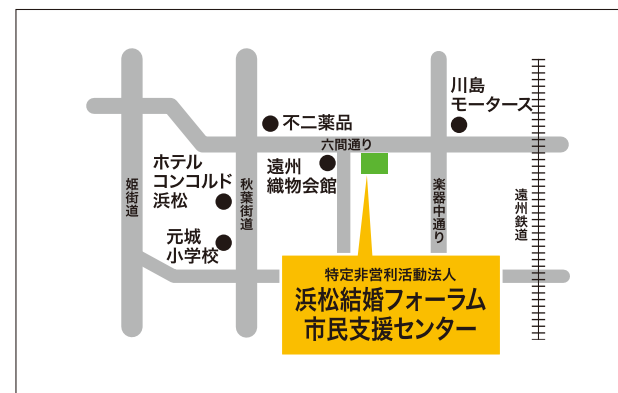 川島
モータース
不二薬品
六間通り
ホテル
コンコルド
浜松
遠州
織物会館
元城
小学校
姫街道
秋葉街道
楽器中通り
遠州鉄道
特定非営利活動法人
浜松結婚フォーラム
市民支援センター